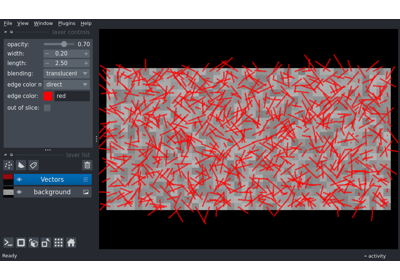 File View Window Plugins Help
layer controls
opacity: 0.70
width: 0.20
length: 2.50
blending: translucent
edge color m direct
edge color: red
out of slice:
layer list
Vectors
background
Ready
activity